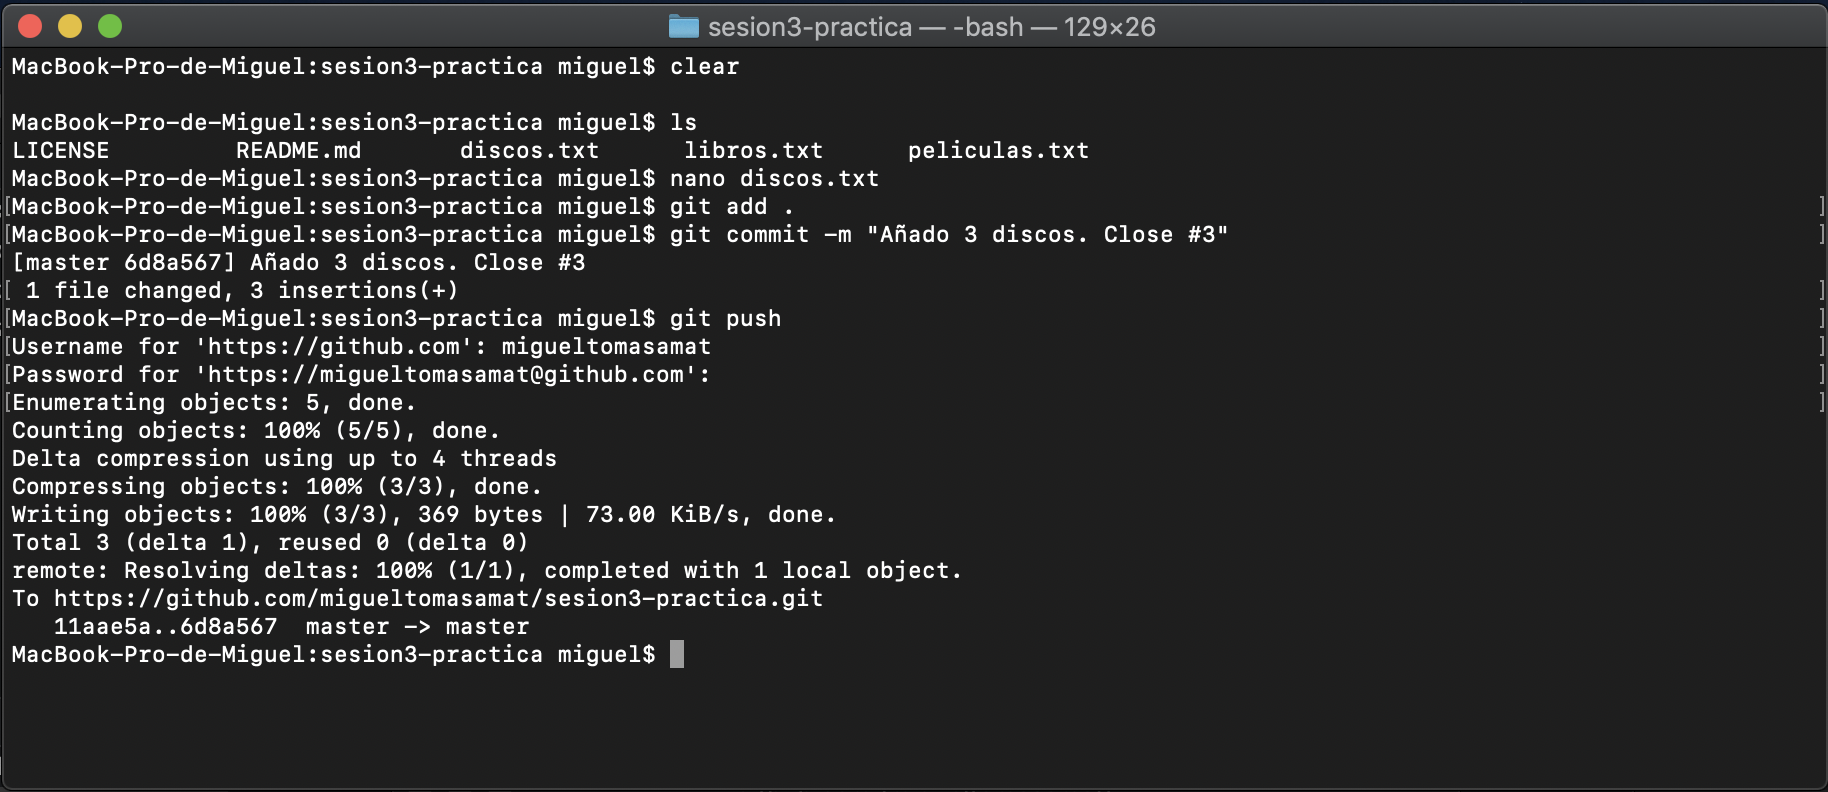 sesion3-practica — -bash — 129×26
MacBook-Pro-de-Miguel:sesion3-practica miguel$ clear
MacBook-Pro-de-Miguel:sesion3-practica miguel$ ls
LICENSE README.md discos.txt libros.txt peliculas.txt
MacBook-Pro-de-Miguel:sesion3-practica miguel$ nano discos.txt
[MacBook-Pro-de-Miguel:sesion3-practica miguel$ git add . ]
[MacBook-Pro-de-Miguel:sesion3-practica miguel$ git commit -m "Añado 3 discos. Close #3" ]
[master 6d8a567] Añado 3 discos. Close #3
[ 1 file changed, 3 insertions(+) ]
[MacBook-Pro-de-Miguel:sesion3-practica miguel$ git push ]
[Username for 'https://github.com': migueltomasamat ]
[Password for 'https://migueltomasamat@github.com': ]
[Enumerating objects: 5, done. ]
Counting objects: 100% (5/5), done.
Delta compression using up to 4 threads
Compressing objects: 100% (3/3), done.
Writing objects: 100% (3/3), 369 bytes | 73.00 KiB/s, done.
Total 3 (delta 1), reused 0 (delta 0)
remote: Resolving deltas: 100% (1/1), completed with 1 local object.
To https://github.com/migueltomasamat/sesion3-practica.git
11aae5a..6d8a567 master -> master
MacBook-Pro-de-Miguel:sesion3-practica miguel$